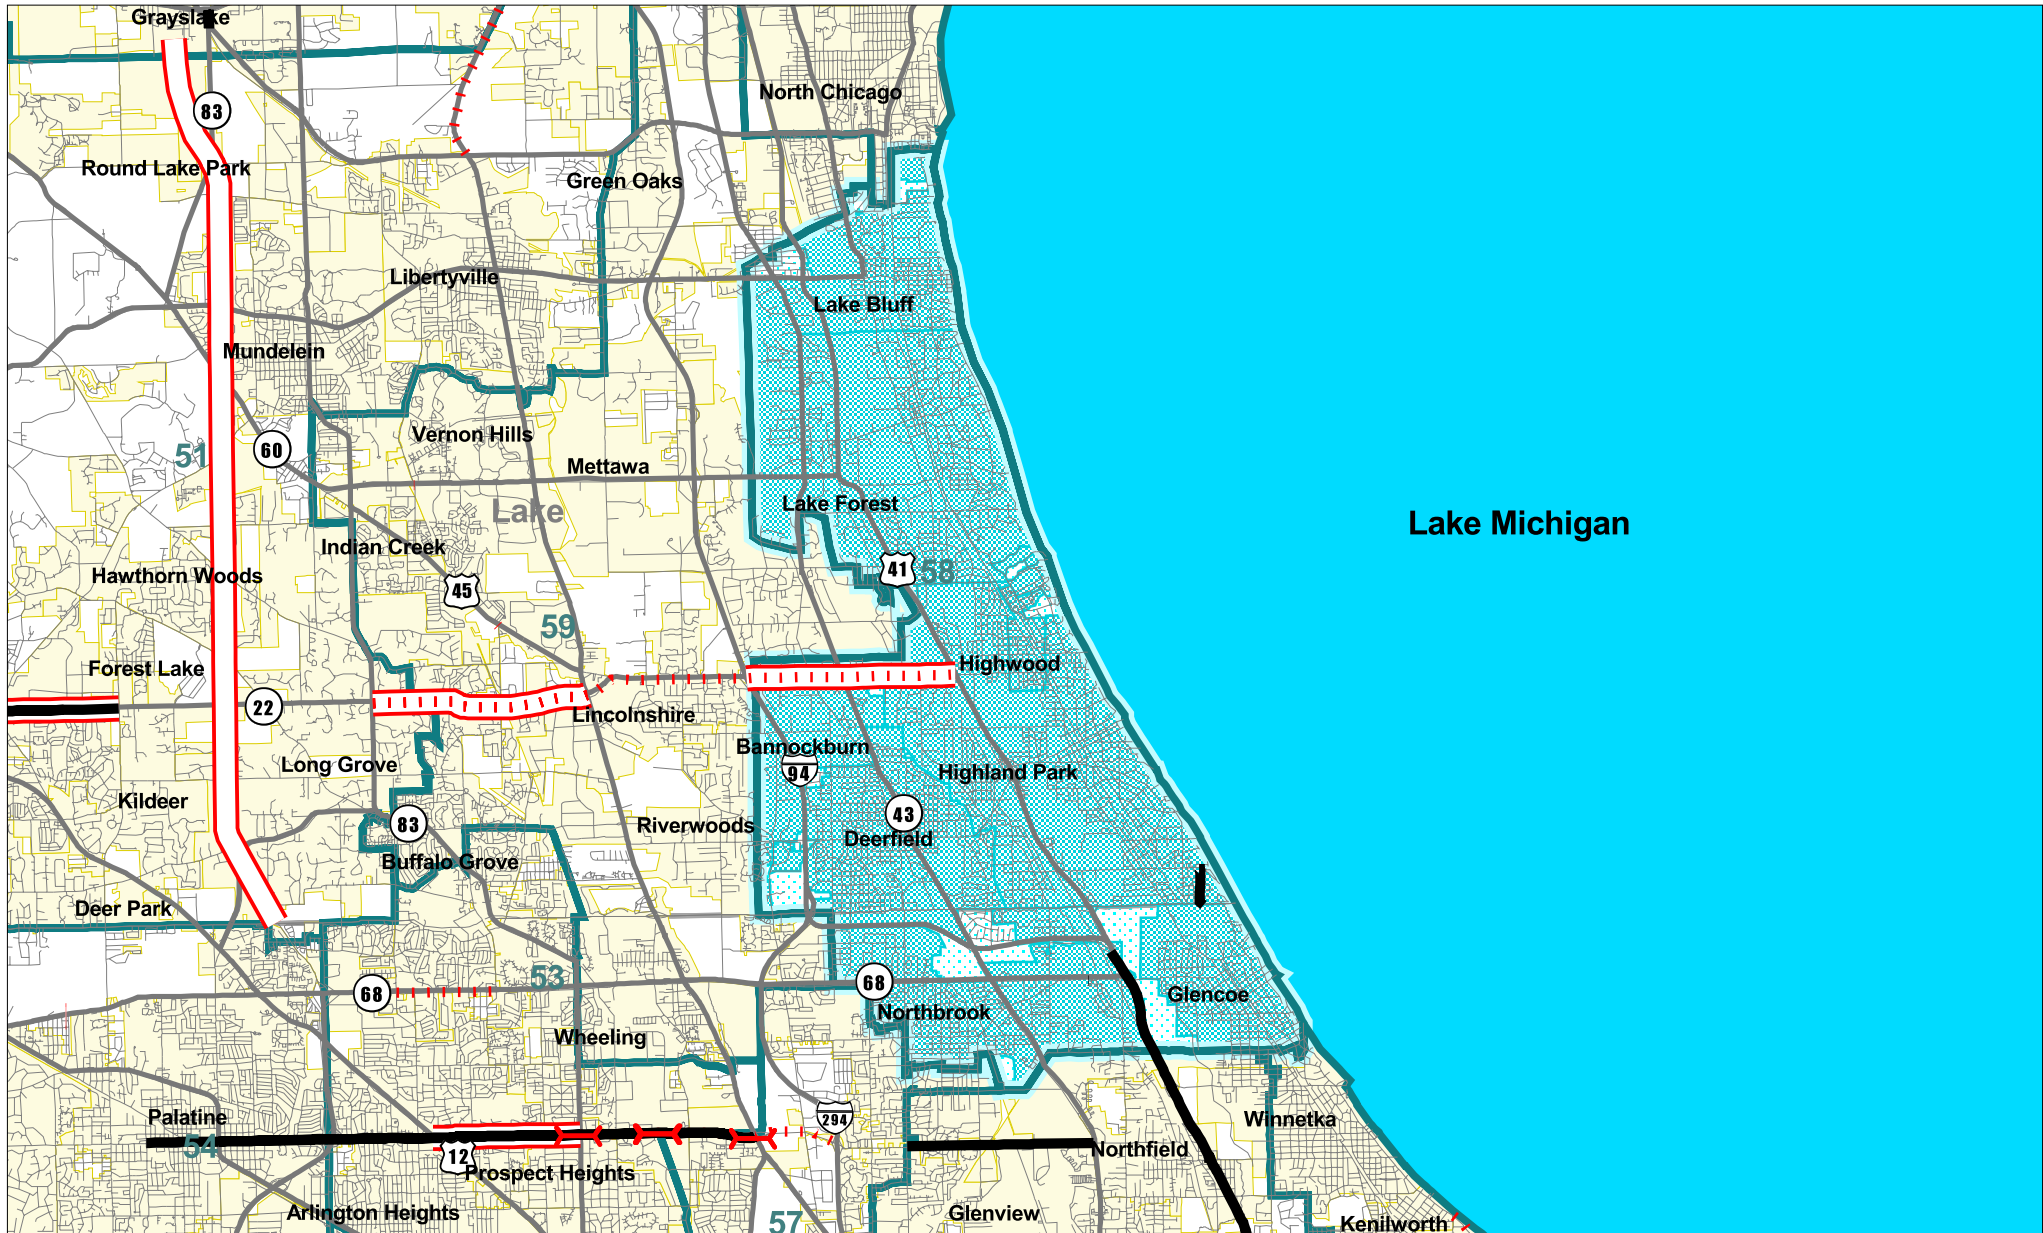 Grayslake
North Chicago
83
Round Lake Park
Green Oaks
Libertyville
Lake Bluff
Mundelein
Vernon Hills
51
60
Mettawa
Lake Forest
Lake
Lake Michigan
Indian Creek
Hawthorn Woods
41
58
45
59
Forest Lake
Highwood
22
Lincolnshire
Bannockburn
Long Grove
94
Highland Park
Kildeer
83
43
Riverwoods
Deerfield
Buffalo Grove
Deer Park
53
68
68
Glencoe
Northbrook
Wheeling
Palatine
294
Winnetka
54
12
Northfield
Prospect Heights
Arlington Heights
57
Glenview
Kenilworth